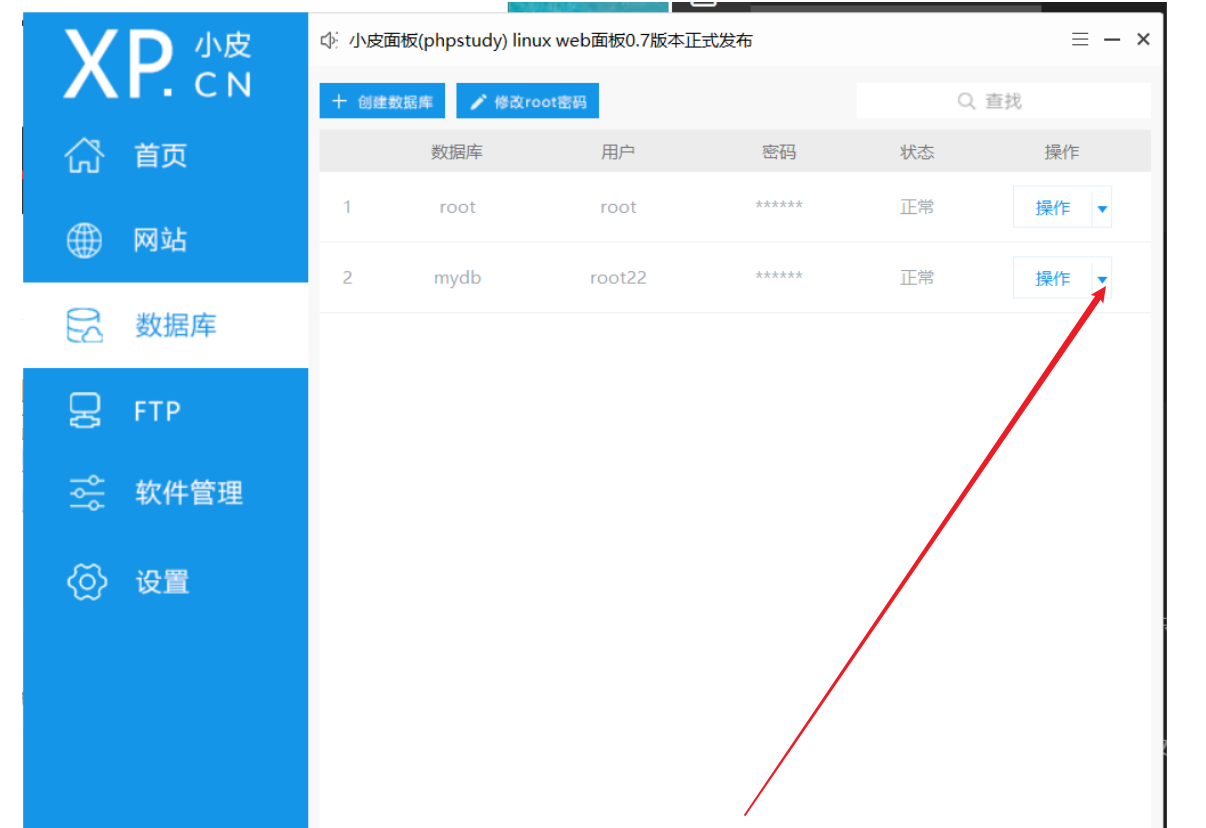 XP.CN 小皮
小皮面板(phpstudy) linux web面板0.7版本正式发布
首页
网站
数据库
FTP
软件管理
设置
创建数据库 修改root密码 查找
数据库 用户 密码 状态 操作
1 root root ****** 正常 操作
2 mydb root22 ****** 正常 操作